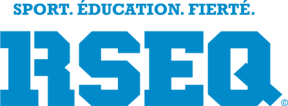 SPORT. ÉDUCATION. FIERTÉ.
RSEQ©